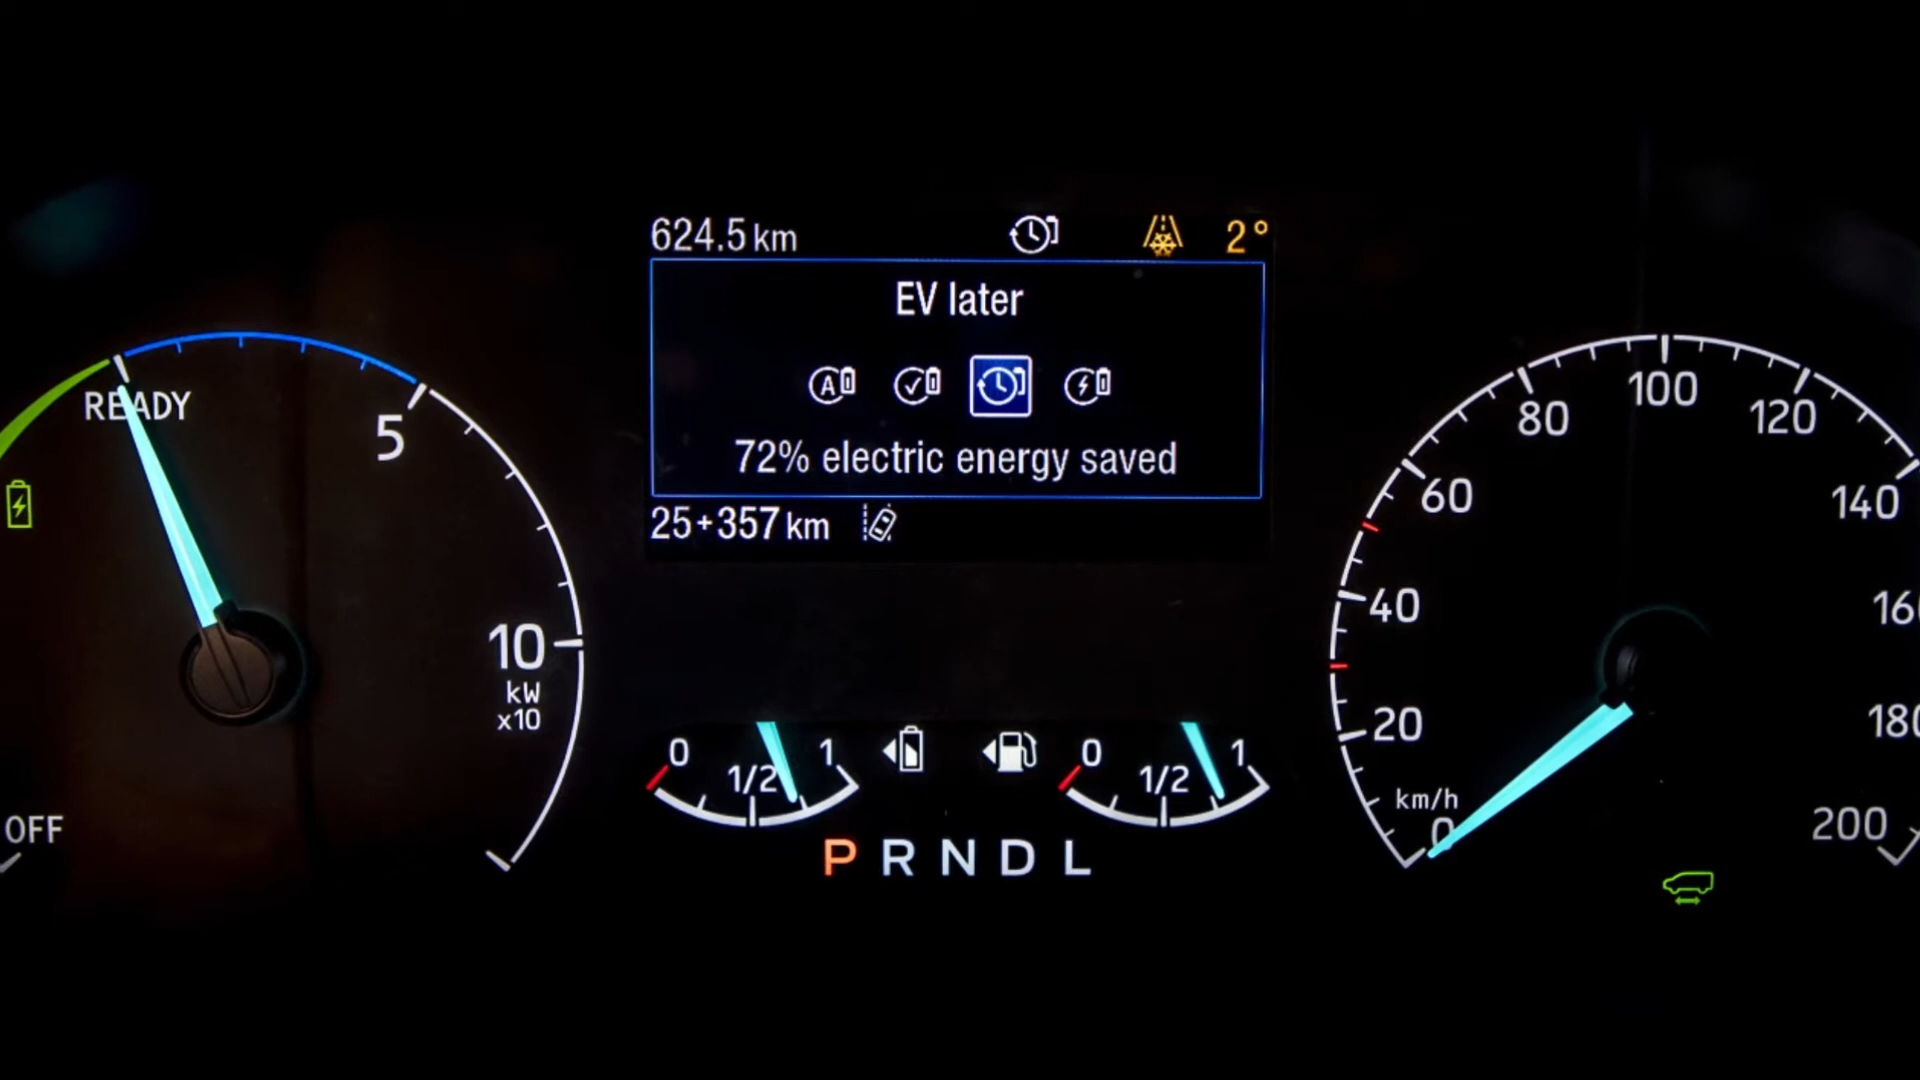 624.5 km 2°
EV later
A
72% electric energy saved
25+357 km
READY
5
10
kW
x10
OFF
0 1/2 1
0 1/2 1
P R N D L
0
20
40
60
80
100
120
140
180
200
km/h